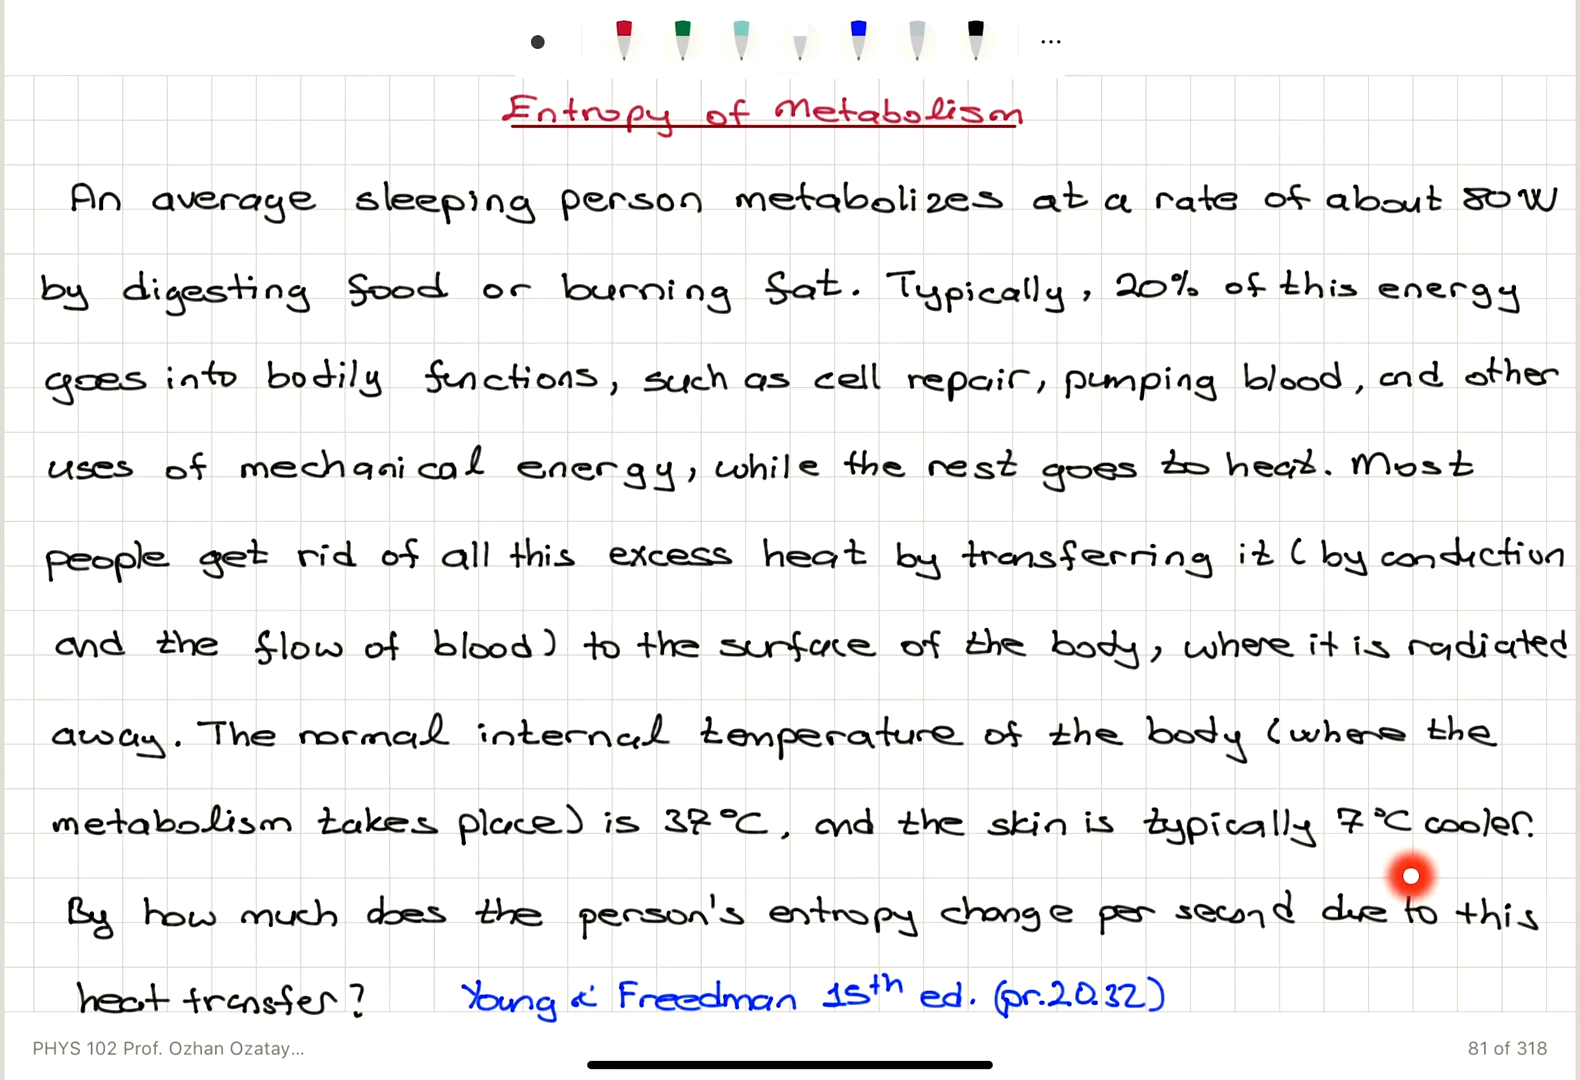 Entropy of Metabolism
An average sleeping person metabolizes at a rate of about 80W
by digesting food or burning fat. Typically, 20% of this energy
goes into bodily functions, such as cell repair, pumping blood, and other
uses of mechanical energy, while the rest goes to heat. Most
people get rid of all this excess heat by transferring it (by conduction
and the flow of blood) to the surface of the body, where it is radiated
away. The normal internal temperature of the body (where the
metabolism takes place) is 37°C, and the skin is typically 7°C cooler.
By how much does the person's entropy change per second due to this
heat transfer? Young & Freedman 15th ed. (pr.20.32)
PHYS 102 Prof. Ozhan Ozatay...
81 of 318